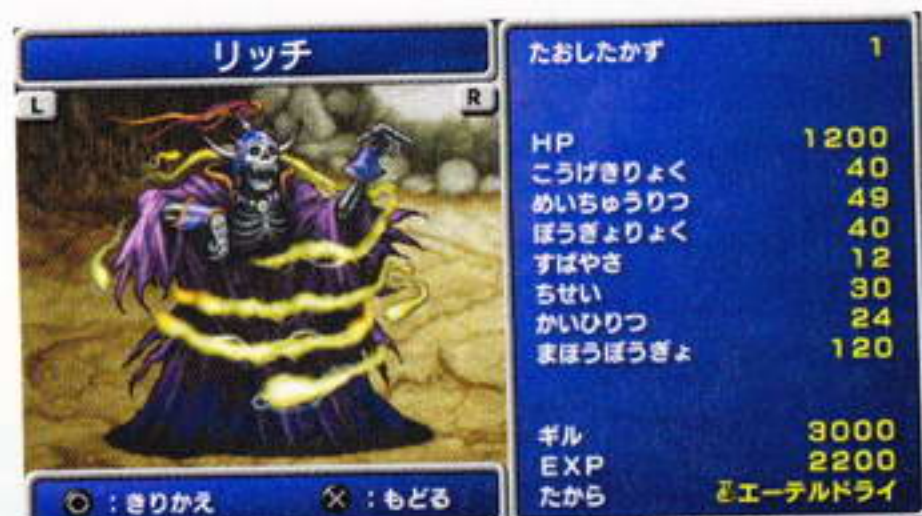 リッチ
L R
◎：きりかえ ⊗：もどる
たおしたかず 1
HP 1200
こうげきりょく 40
めいちゅうりつ 49
ぼうぎょりょく 40
すばやさ 12
ちせい 30
かいひりつ 24
まほうぼうぎょ 120
ギル 3000
EXP 2200
たから エーテルドライ